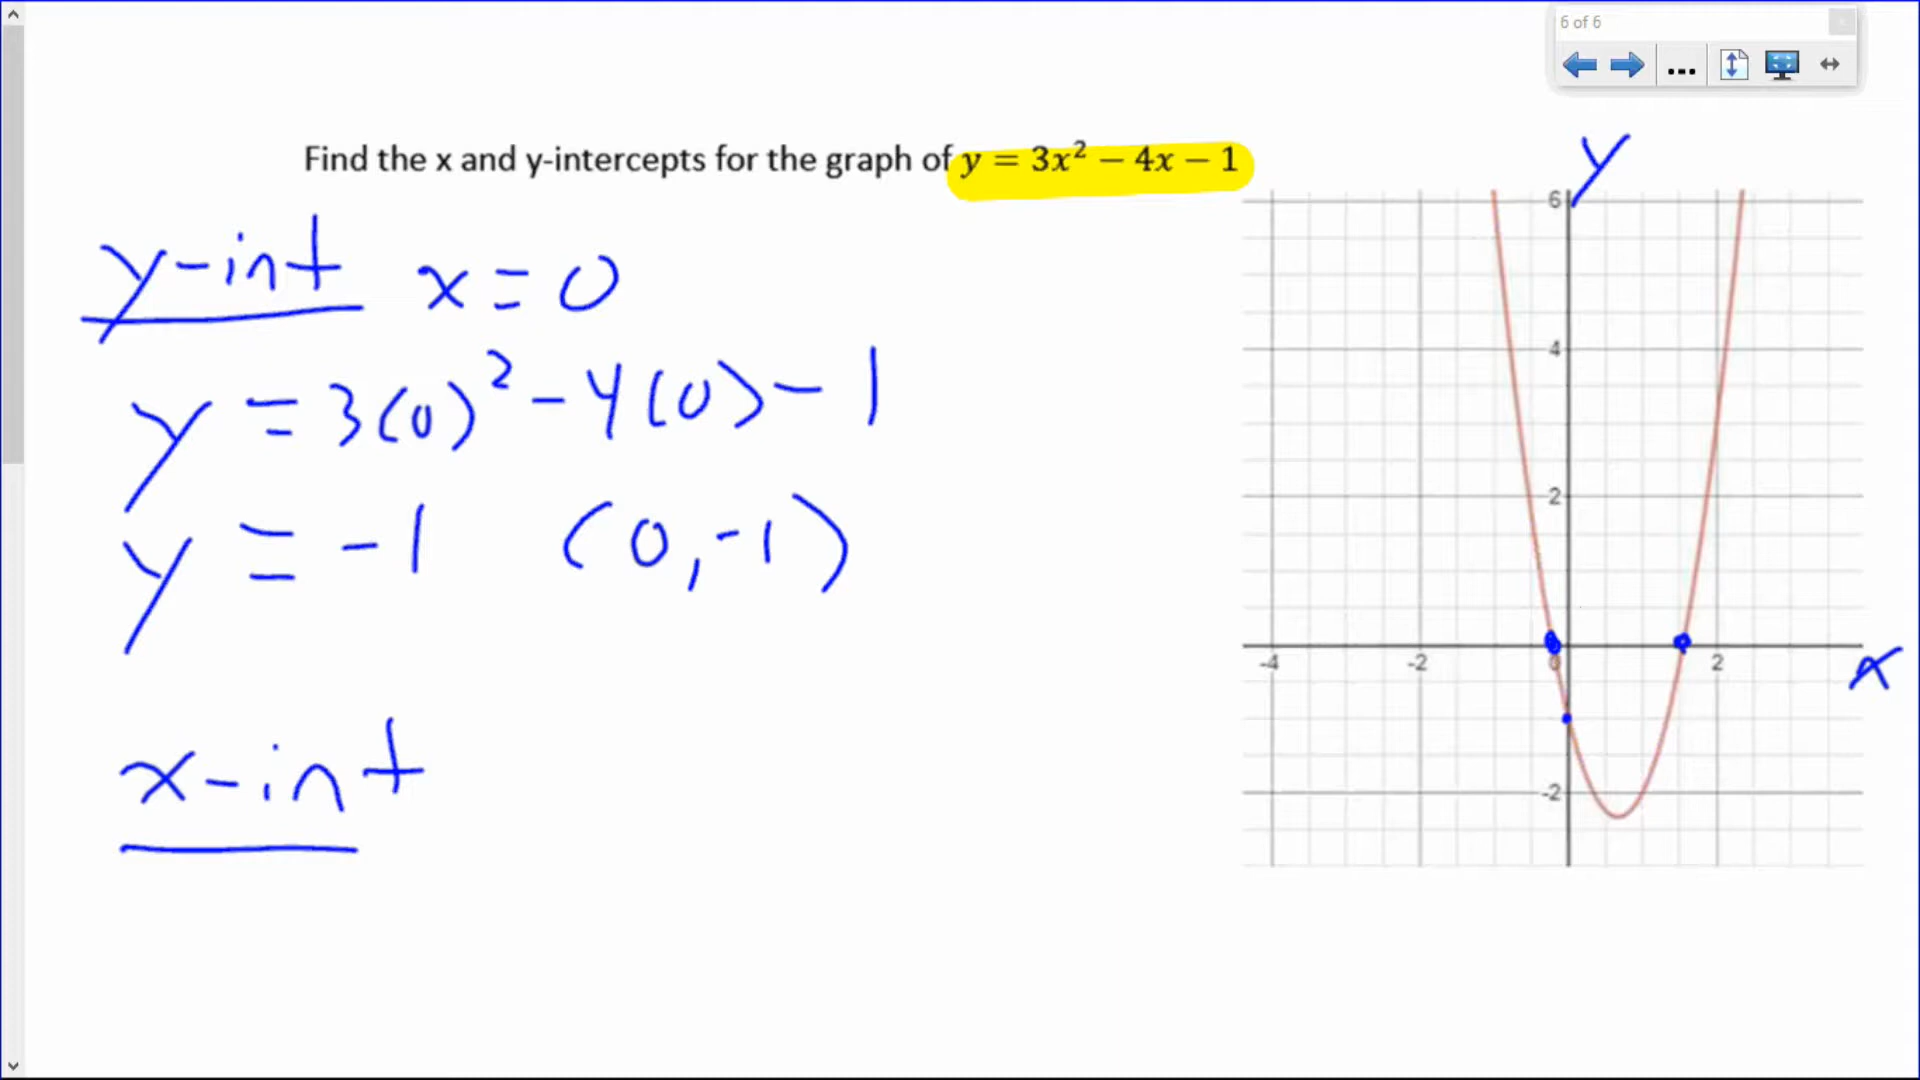 6 of 6
Find the x and y-intercepts for the graph of y = 3x² − 4x − 1
y-int x = 0
y = 3(0)² - 4(0) - 1
y = -1 (0,-1)
x-int
y
6
4
2
-4 -2 0 2
x
-2